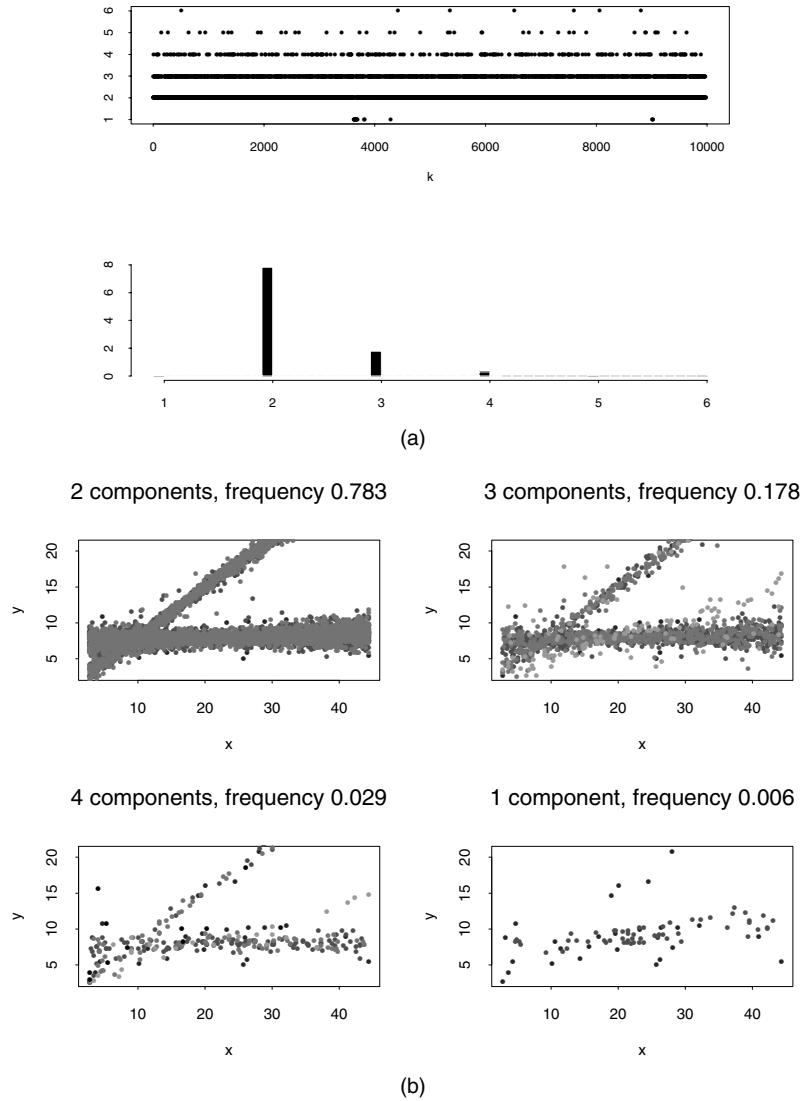 6
5
4
3
2
1
0 2000 4000 6000 8000 10000
k
8
6
4
2
0
1 2 3 4 5 6
(a)
2 components, frequency 0.783
3 components, frequency 0.178
20
15
10
5
y
10 20 30 40
x
20
15
10
5
y
10 20 30 40
x
4 components, frequency 0.029
1 component, frequency 0.006
20
15
10
5
y
10 20 30 40
x
20
15
10
5
y
10 20 30 40
x
(b)